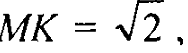 MK = √2 ,